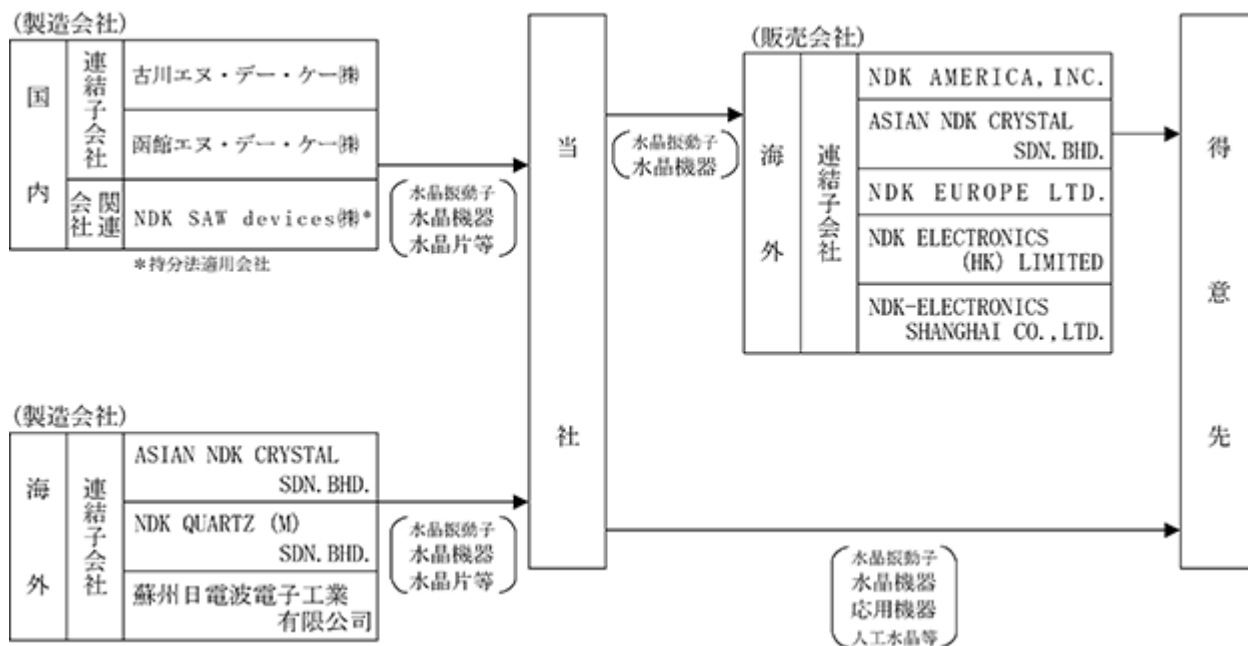 (製造会社)
国内
連結子会社
古川エヌ・デー・ケー㈱
函館エヌ・デー・ケー㈱
関連会社
NDK SAW devices㈱*
*持分法適用会社
水晶振動子
水晶機器
水晶片等
(製造会社)
海外
連結子会社
ASIAN NDK CRYSTAL
SDN.BHD.
NDK QUARTZ (M)
SDN.BHD.
蘇州日電波電子工業
有限公司
水晶振動子
水晶機器
水晶片等
当社
水晶振動子
水晶機器
(販売会社)
海外
連結子会社
NDK AMERICA,INC.
ASIAN NDK CRYSTAL
SDN.BHD.
NDK EUROPE LTD.
NDK ELECTRONICS
(HK) LIMITED
NDK-ELECTRONICS
SHANGHAI CO.,LTD.
水晶振動子
水晶機器
応用機器
人工水晶等
得意先